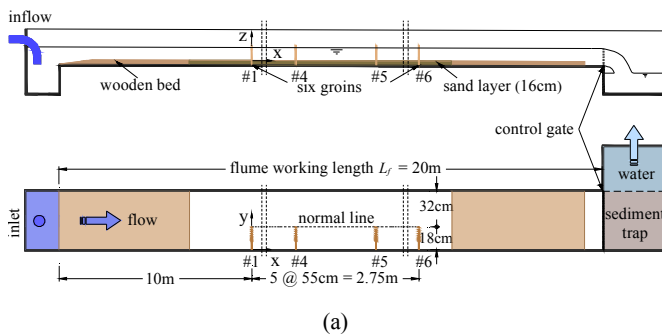 inflow
z
x
wooden bed
#1
#4
#5
#6
six groins
sand layer (16cm)
control gate
flume working length L_f = 20m
water
inlet
flow
y
normal line
32cm
18cm
sediment
trap
x
#1
#4
#5
#6
10m
5 @ 55cm = 2.75m
(a)